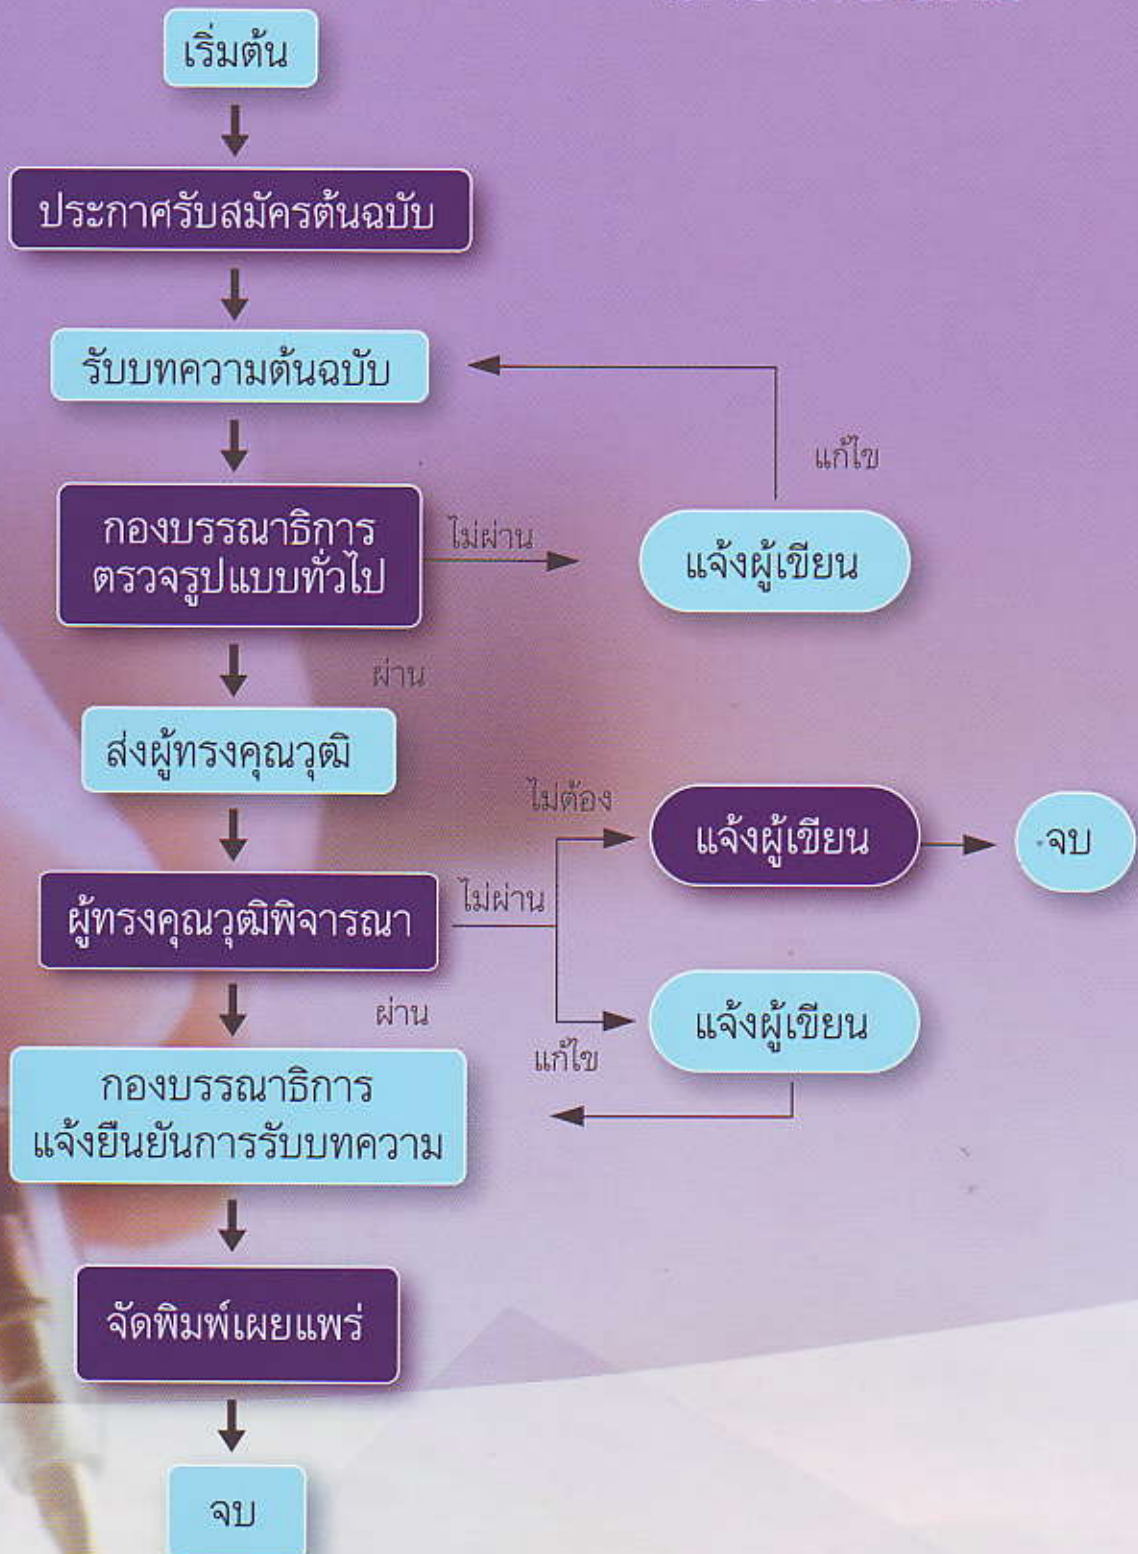 เริ่มต้น
ประกาศรับสมัครต้นฉบับ
รับบทความต้นฉบับ
แก้ไข
กองบรรณาธิการ
ตรวจรูปแบบทั่วไป
ไม่ผ่าน
แจ้งผู้เขียน
ผ่าน
ส่งผู้ทรงคุณวุฒิ
ไม่ต้อง
แจ้งผู้เขียน
จบ
ผู้ทรงคุณวุฒิพิจารณา
ไม่ผ่าน
ผ่าน
แก้ไข
แจ้งผู้เขียน
กองบรรณาธิการ
แจ้งยืนยันการรับบทความ
จัดพิมพ์เผยแพร่
จบ